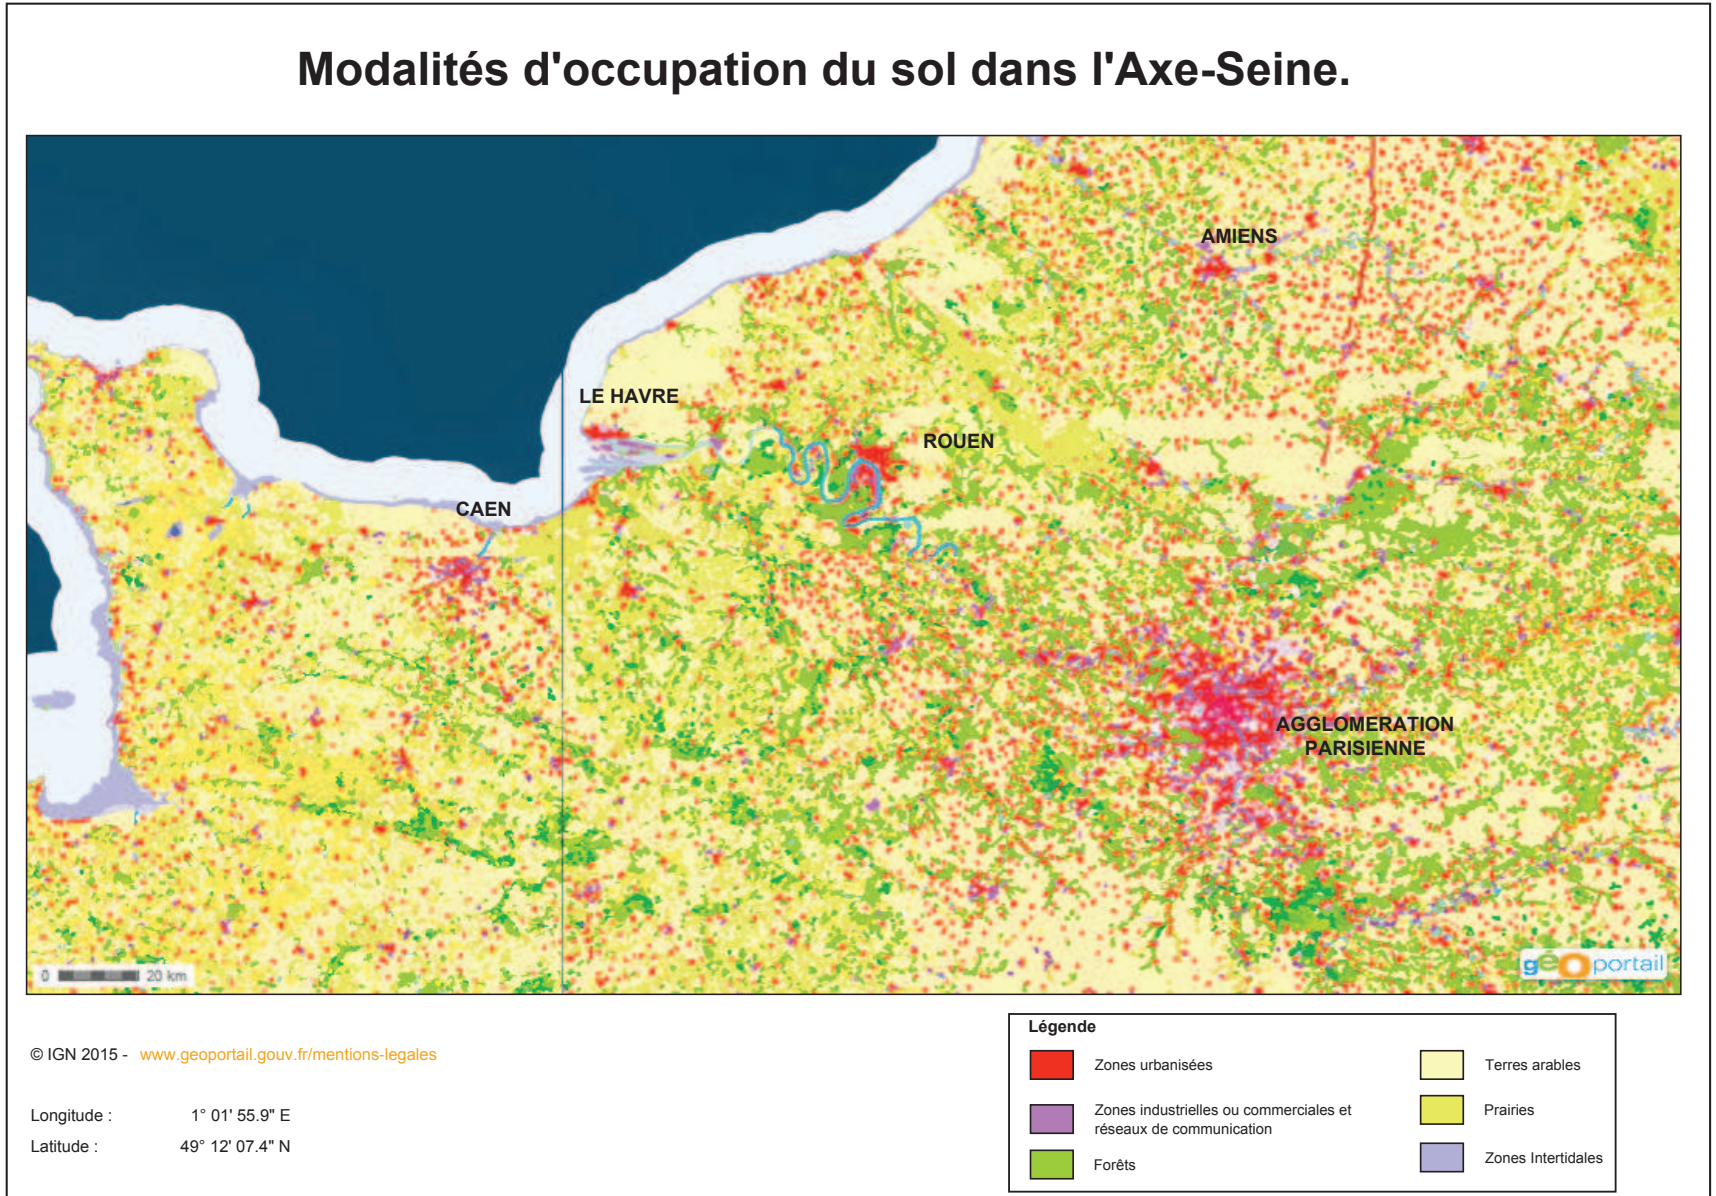 Modalités d'occupation du sol dans l'Axe-Seine.
AMIENS
LE HAVRE
ROUEN
CAEN
AGGLOMERATION
PARISIENNE
0 20 km
geoportail
© IGN 2015 - www.geoportail.gouv.fr/mentions-legales
Longitude : 1° 01' 55.9" E
Latitude : 49° 12' 07.4" N
Légende
Zones urbanisées
Zones industrielles ou commerciales et
réseaux de communication
Forêts
Terres arables
Prairies
Zones Intertidales